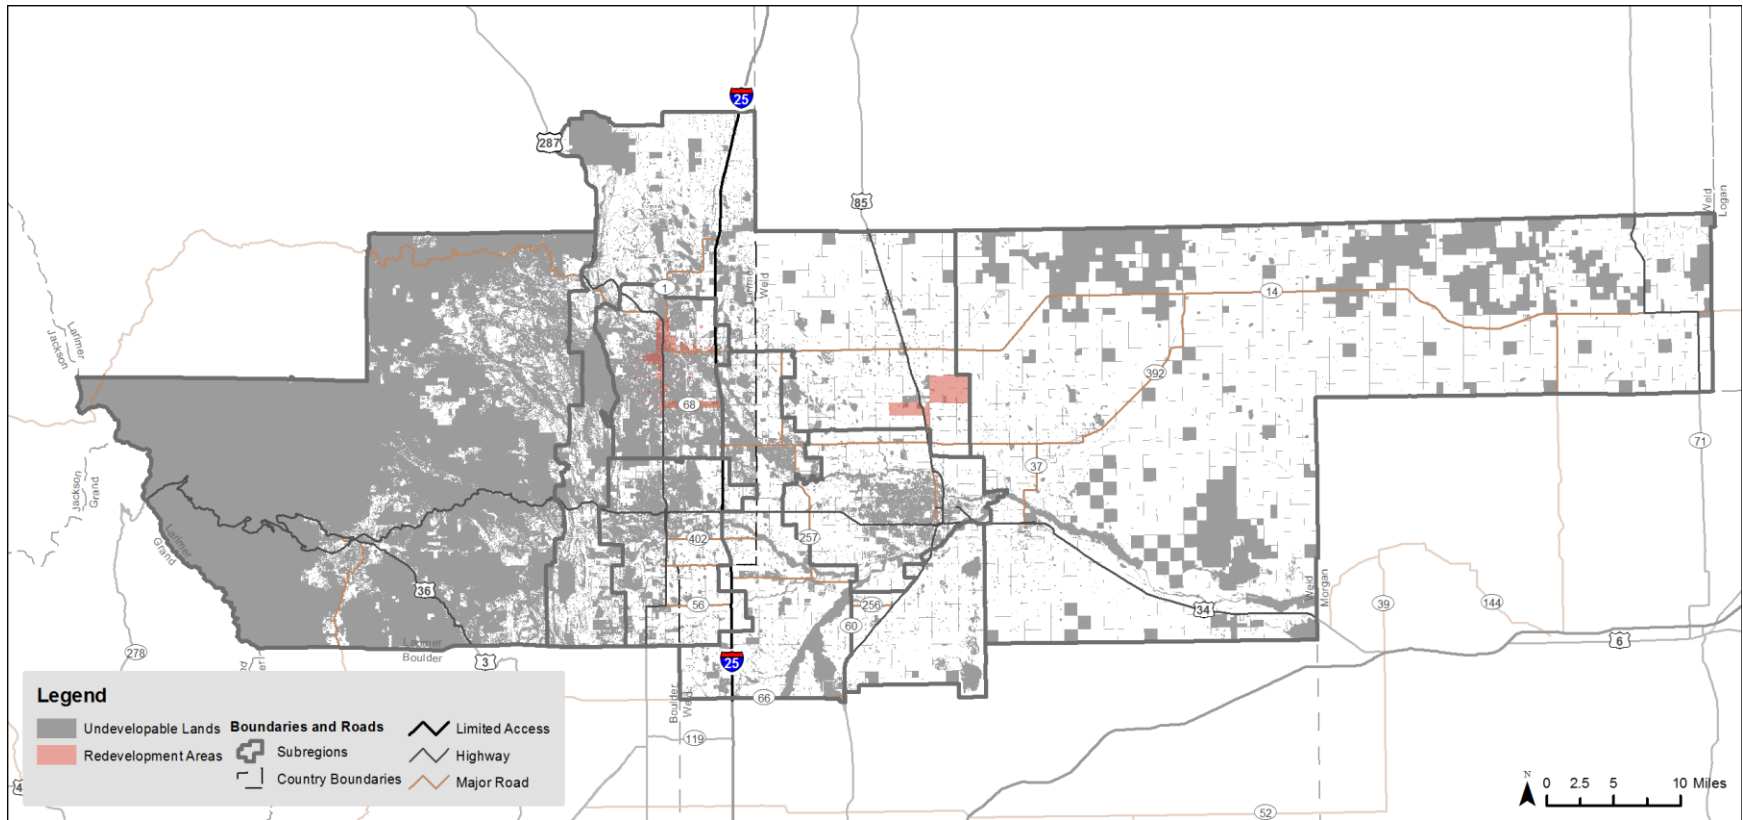 25
287
85
Weld
Logan
Larimer
Weld
14
1
Larimer
Jackson
392
68
71
37
Jackson
Grand
Larimer
Grand
402
257
36
56
256
34
Weld
Morgan
39
144
60
6
278
Larimer
Boulder
3
25
66
Boulder
Weld
119
52
Legend
Undevelopable Lands
Redevelopment Areas
Boundaries and Roads
Subregions
Country Boundaries
Limited Access
Highway
Major Road
N
0 2.5 5 10 Miles